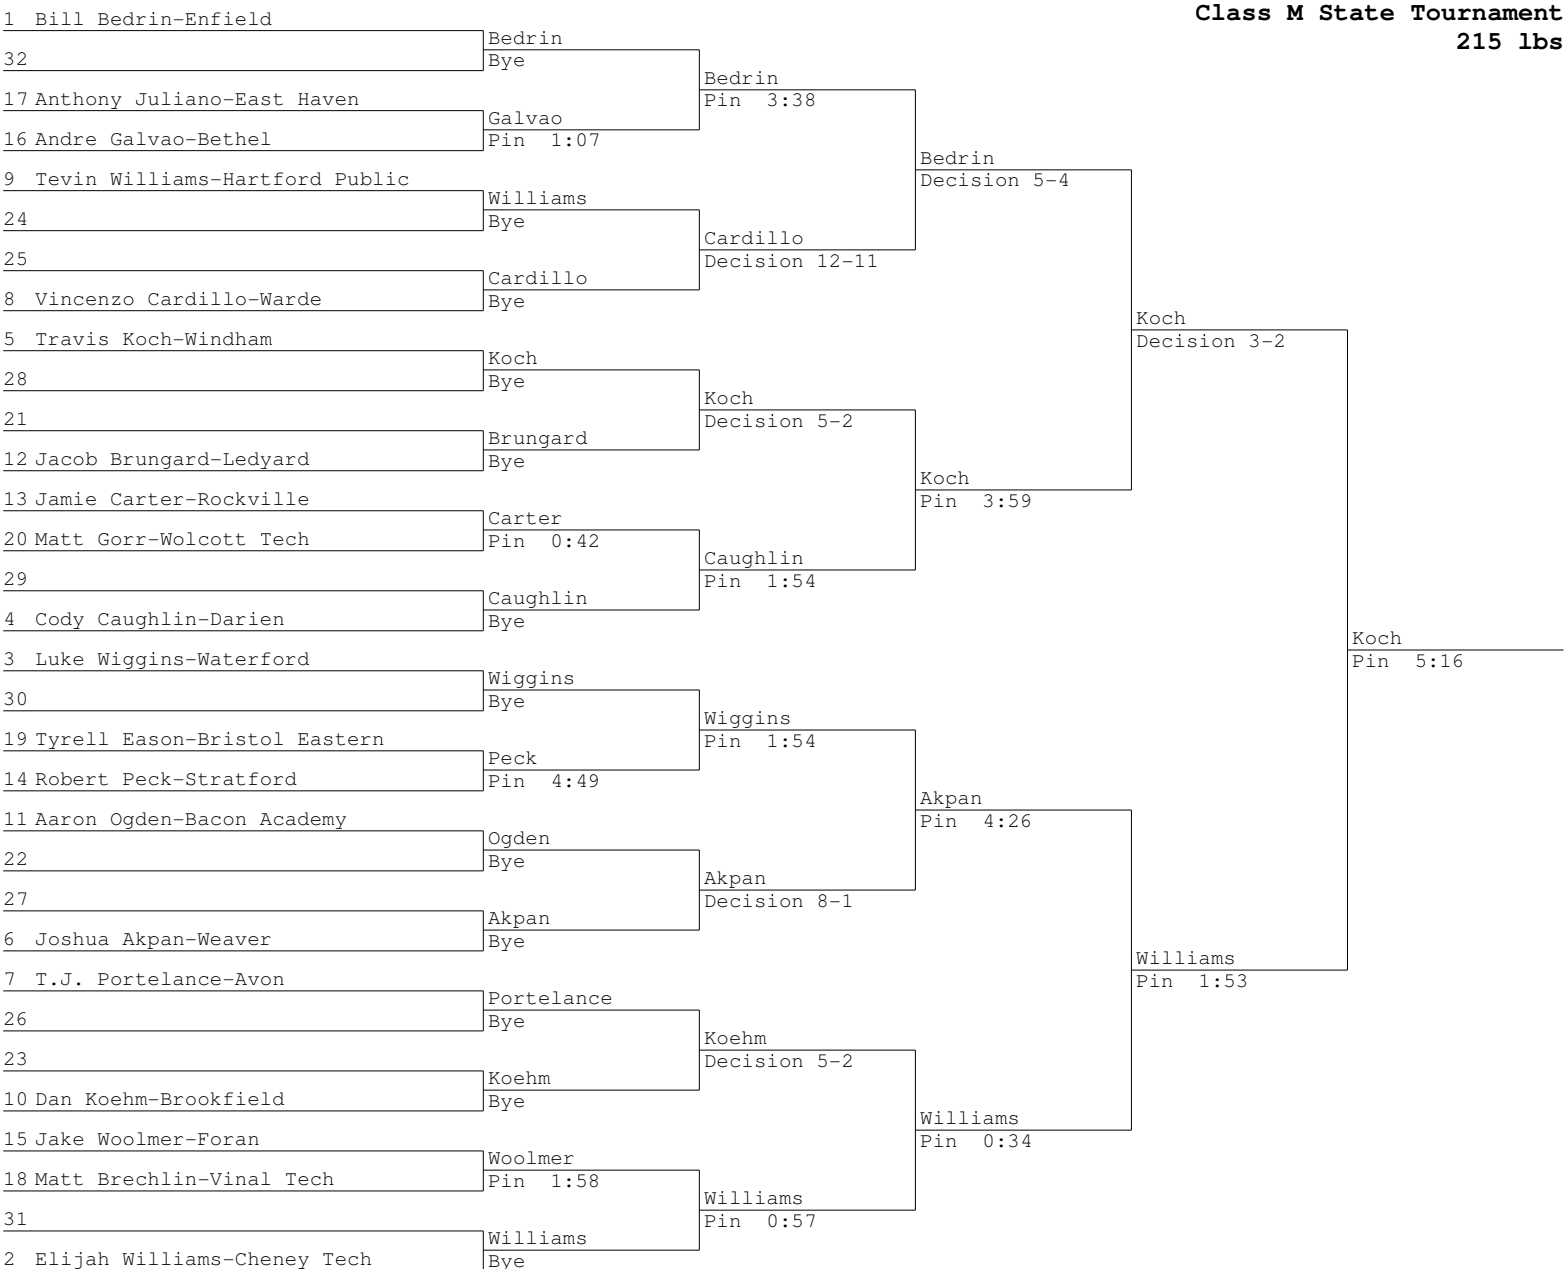 Class M State Tournament
215 lbs
1 Bill Bedrin-Enfield
32
17 Anthony Juliano-East Haven
16 Andre Galvao-Bethel
9 Tevin Williams-Hartford Public
24
25
8 Vincenzo Cardillo-Warde
5 Travis Koch-Windham
28
21
12 Jacob Brungard-Ledyard
13 Jamie Carter-Rockville
20 Matt Gorr-Wolcott Tech
29
4 Cody Caughlin-Darien
3 Luke Wiggins-Waterford
30
19 Tyrell Eason-Bristol Eastern
14 Robert Peck-Stratford
11 Aaron Ogden-Bacon Academy
22
27
6 Joshua Akpan-Weaver
7 T.J. Portelance-Avon
26
23
10 Dan Koehm-Brookfield
15 Jake Woolmer-Foran
18 Matt Brechlin-Vinal Tech
31
2 Elijah Williams-Cheney Tech
Bedrin
Bye
Galvao
Pin 1:07
Williams
Bye
Cardillo
Bye
Koch
Bye
Brungard
Bye
Carter
Pin 0:42
Caughlin
Bye
Wiggins
Bye
Peck
Pin 4:49
Ogden
Bye
Akpan
Bye
Portelance
Bye
Koehm
Bye
Woolmer
Pin 1:58
Williams
Bye
Bedrin
Pin 3:38
Cardillo
Decision 12-11
Koch
Decision 5-2
Caughlin
Pin 1:54
Wiggins
Pin 1:54
Akpan
Decision 8-1
Koehm
Decision 5-2
Williams
Pin 0:57
Bedrin
Decision 5-4
Koch
Pin 3:59
Akpan
Pin 4:26
Williams
Pin 0:34
Koch
Decision 3-2
Williams
Pin 1:53
Koch
Pin 5:16